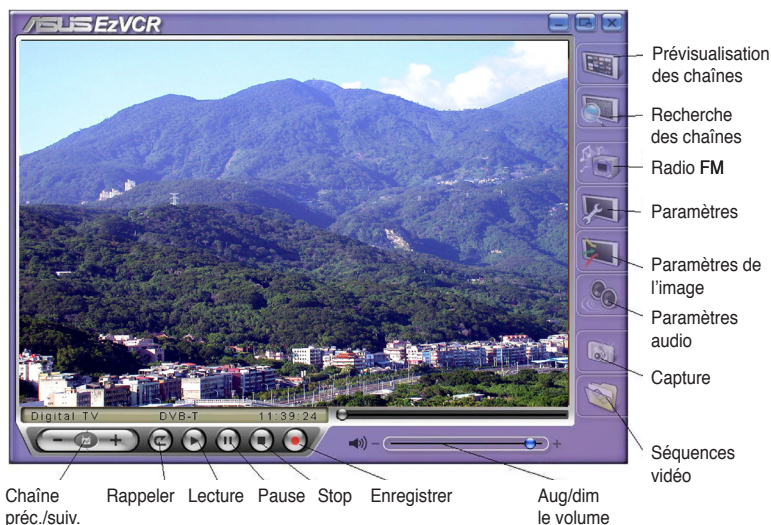 ASUS EzVCR
Prévisualisation
des chaînes
Recherche
des chaînes
Radio FM
Paramètres
Paramètres de
l'image
Paramètres
audio
Capture
Séquences
vidéo
Digital TV DVB-T 11:39:24
Chaîne
préc./suiv.
Rappeler Lecture Pause Stop Enregistrer
Aug/dim
le volume